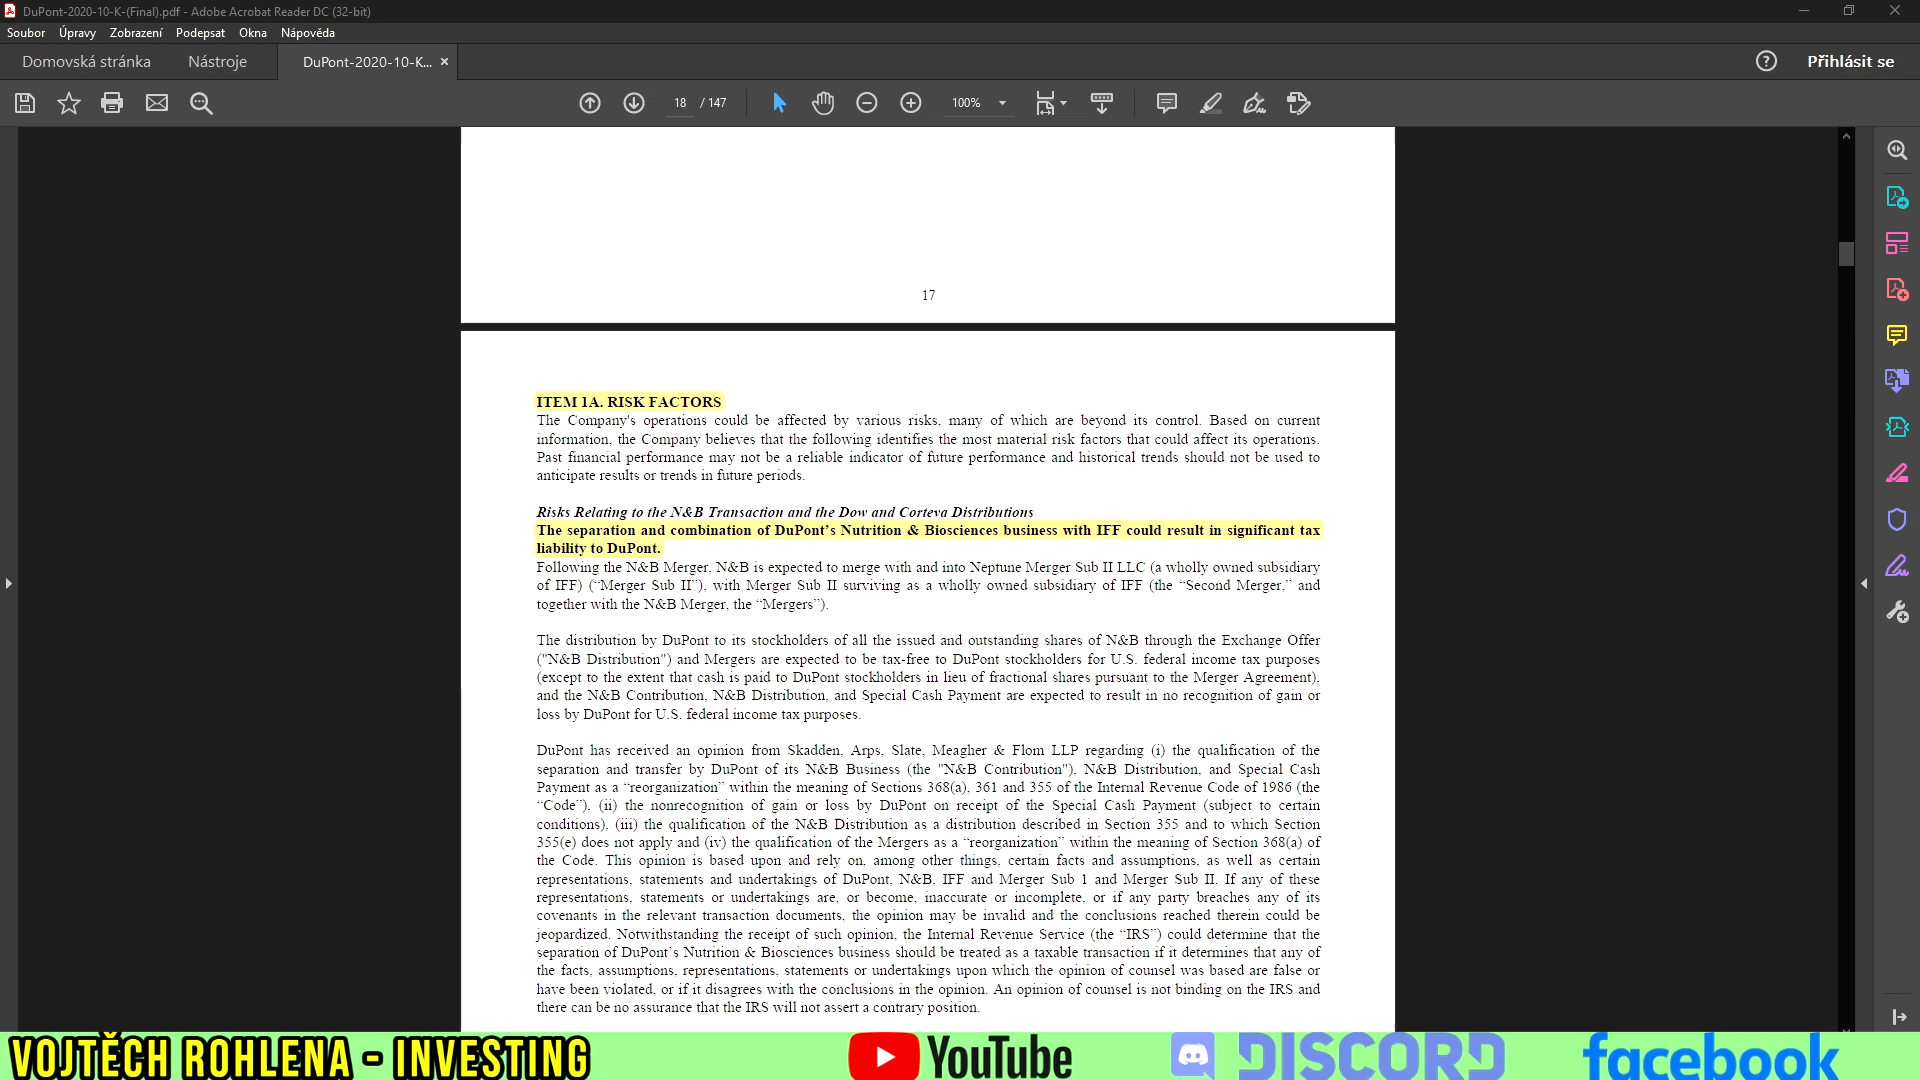 DuPont-2020-10-K-(Final).pdf - Adobe Acrobat Reader DC (32-bit)
Soubor Úpravy Zobrazení Podepsat Okna Nápověda
Domovská stránka Nástroje DuPont-2020-10-K... × Přihlásit se
18 / 147 100%
17
ITEM 1A. RISK FACTORS
The Company's operations could be affected by various risks, many of which are beyond its control. Based on current
information, the Company believes that the following identifies the most material risk factors that could affect its operations.
Past financial performance may not be a reliable indicator of future performance and historical trends should not be used to
anticipate results or trends in future periods.
Risks Relating to the N&B Transaction and the Dow and Corteva Distributions
The separation and combination of DuPont's Nutrition & Biosciences business with IFF could result in significant tax
liability to DuPont.
Following the N&B Merger, N&B is expected to merge with and into Neptune Merger Sub II LLC (a wholly owned subsidiary
of IFF) (“Merger Sub II”), with Merger Sub II surviving as a wholly owned subsidiary of IFF (the “Second Merger,” and
together with the N&B Merger, the “Mergers”).
The distribution by DuPont to its stockholders of all the issued and outstanding shares of N&B through the Exchange Offer
("N&B Distribution") and Mergers are expected to be tax-free to DuPont stockholders for U.S. federal income tax purposes
(except to the extent that cash is paid to DuPont stockholders in lieu of fractional shares pursuant to the Merger Agreement),
and the N&B Contribution, N&B Distribution, and Special Cash Payment are expected to result in no recognition of gain or
loss by DuPont for U.S. federal income tax purposes.
DuPont has received an opinion from Skadden, Arps, Slate, Meagher & Flom LLP regarding (i) the qualification of the
separation and transfer by DuPont of its N&B Business (the "N&B Contribution"), N&B Distribution, and Special Cash
Payment as a “reorganization” within the meaning of Sections 368(a), 361 and 355 of the Internal Revenue Code of 1986 (the
“Code”), (ii) the nonrecognition of gain or loss by DuPont on receipt of the Special Cash Payment (subject to certain
conditions), (iii) the qualification of the N&B Distribution as a distribution described in Section 355 and to which Section
355(e) does not apply and (iv) the qualification of the Mergers as a “reorganization” within the meaning of Section 368(a) of
the Code. This opinion is based upon and rely on, among other things, certain facts and assumptions, as well as certain
representations, statements and undertakings of DuPont, N&B, IFF and Merger Sub 1 and Merger Sub II. If any of these
representations, statements or undertakings are, or become, inaccurate or incomplete, or if any party breaches any of its
covenants in the relevant transaction documents, the opinion may be invalid and the conclusions reached therein could be
jeopardized. Notwithstanding the receipt of such opinion, the Internal Revenue Service (the “IRS”) could determine that the
separation of DuPont's Nutrition & Biosciences business should be treated as a taxable transaction if it determines that any of
the facts, assumptions, representations, statements or undertakings upon which the opinion of counsel was based are false or
have been violated, or if it disagrees with the conclusions in the opinion. An opinion of counsel is not binding on the IRS and
there can be no assurance that the IRS will not assert a contrary position.
VOJTĚCH ROHLENA - INVESTING YouTube DISCORD facebook